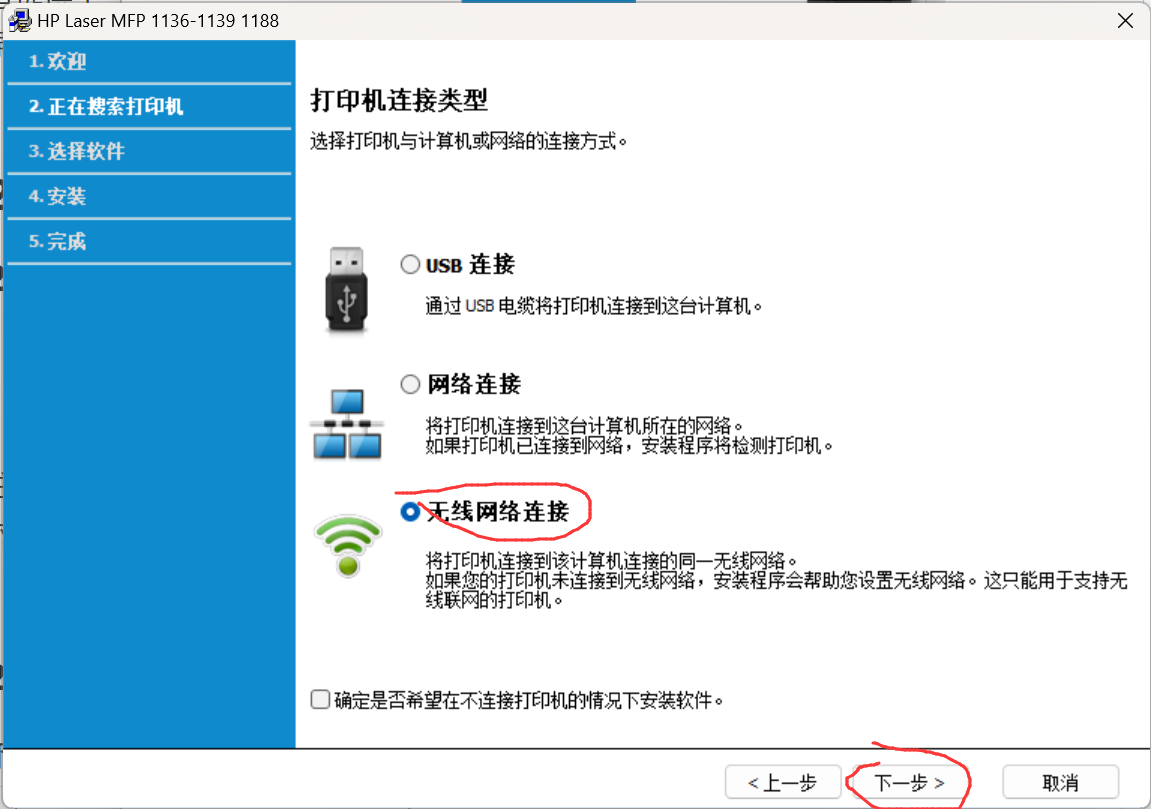 HP Laser MFP 1136-1139 1188
1. 欢迎
2. 正在搜索打印机
3. 选择软件
4. 安装
5. 完成
打印机连接类型
选择打印机与计算机或网络的连接方式。
USB 连接
通过 USB 电缆将打印机连接到这台计算机。
网络连接
将打印机连接到这台计算机所在的网络。
如果打印机已连接到网络，安装程序将检测打印机。
无线网络连接
将打印机连接到该计算机连接的同一无线网络。
如果您的打印机未连接到无线网络，安装程序会帮助您设置无线网络。这只能用于支持无
线联网的打印机。
确定是否希望在不连接打印机的情况下安装软件。
< 上一步
下一步 >
取消